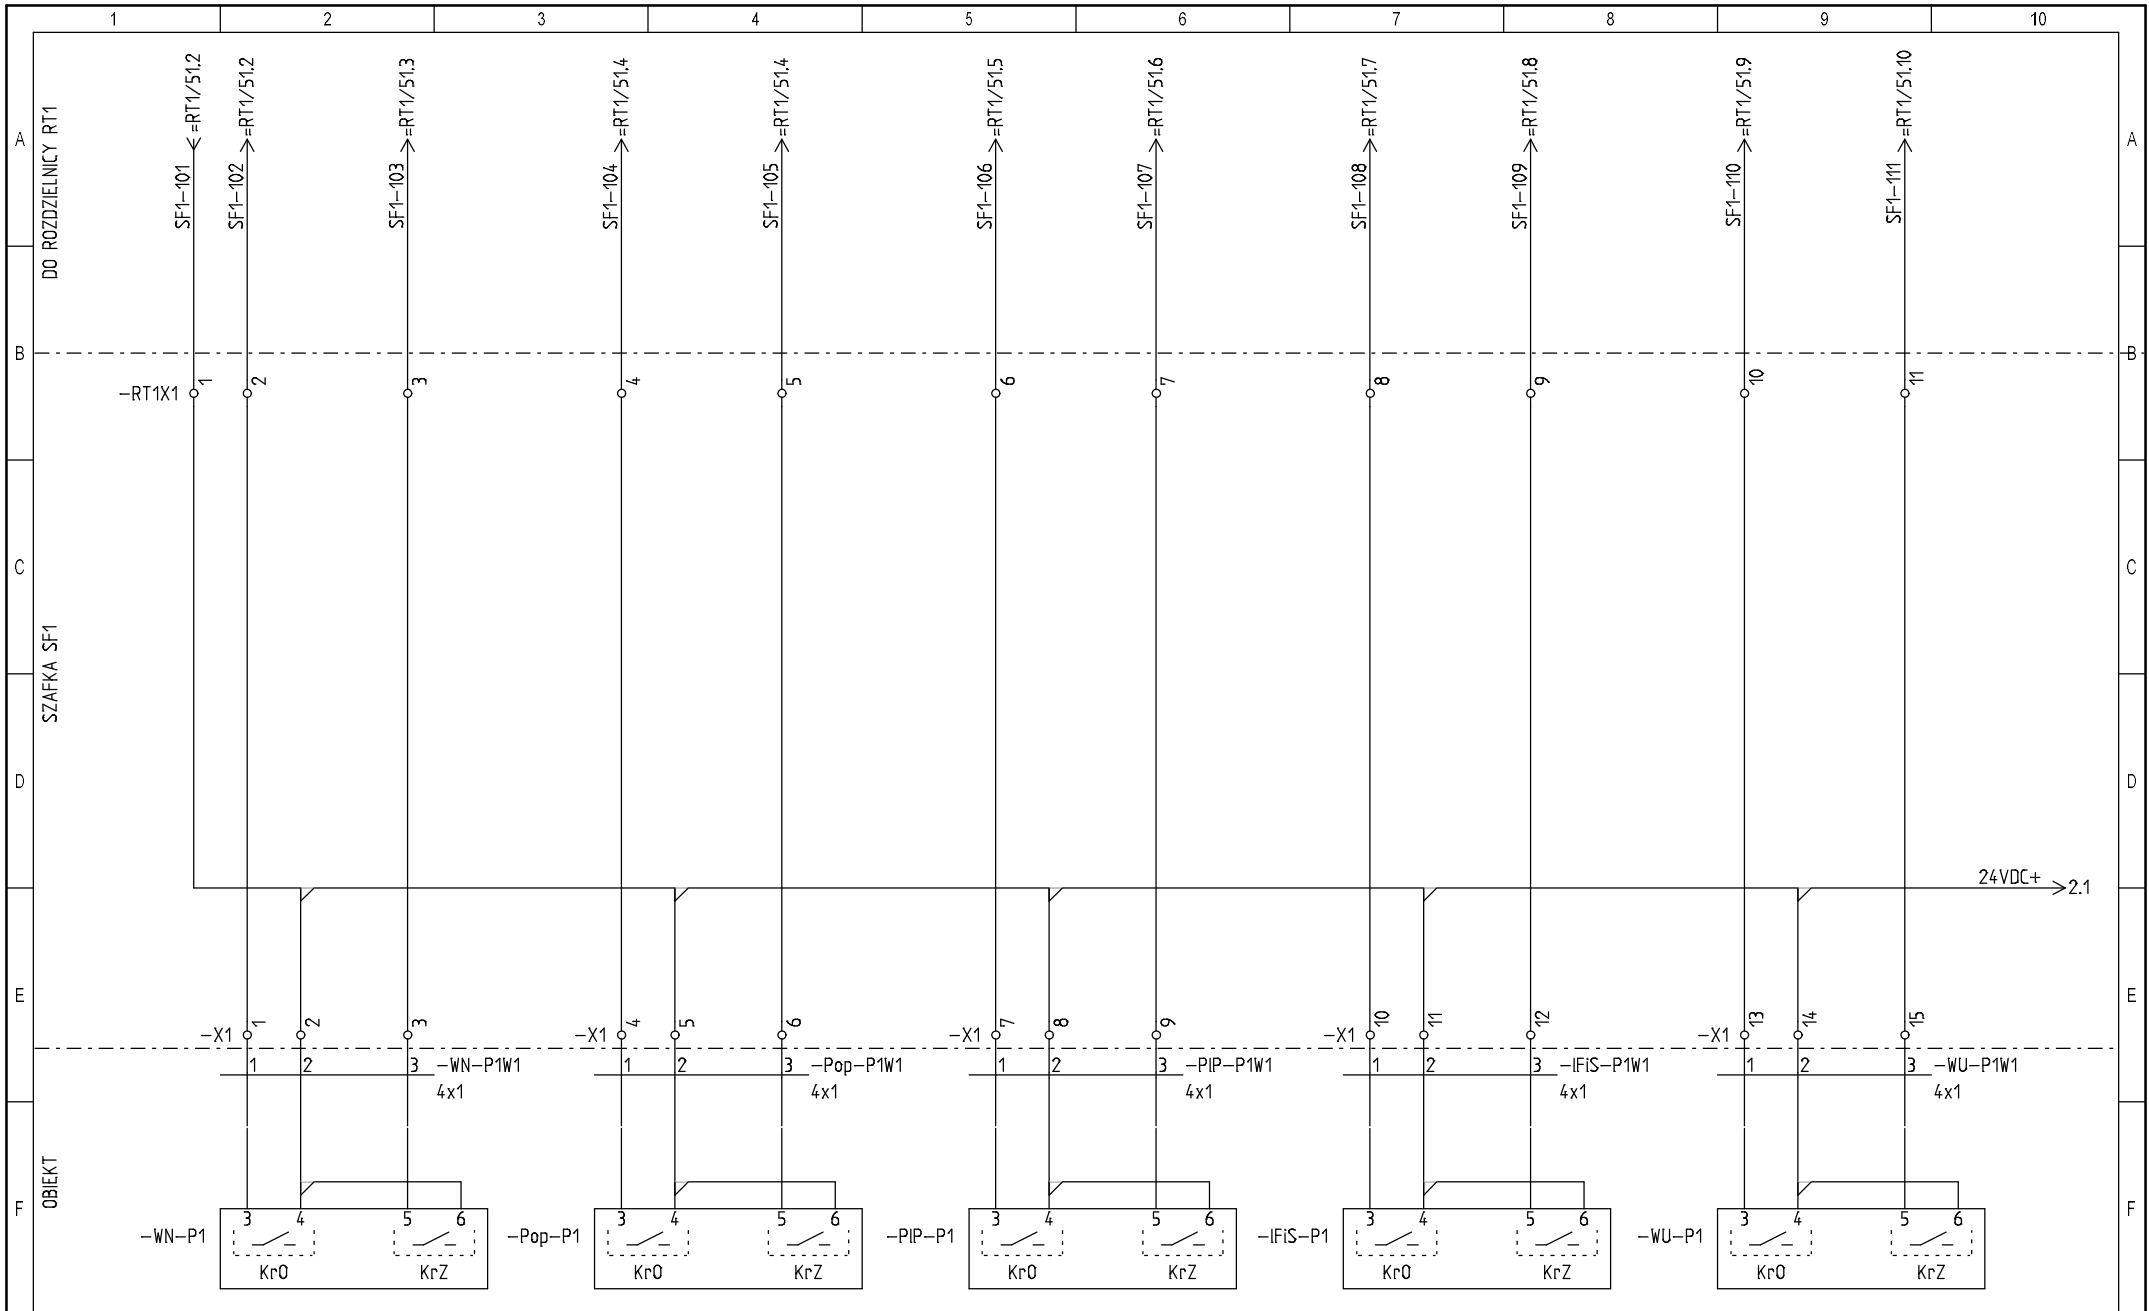 1 2 3 4 5 6 7 8 9 10
A A
B B
C C
D D
E E
F F
DO ROZDZIELNICY RT1
SZAFKA SF1
OBIEKT
=RT1/51.2
=RT1/51.2
=RT1/51.3
=RT1/51.4
=RT1/51.4
=RT1/51.5
=RT1/51.6
=RT1/51.7
=RT1/51.8
=RT1/51.9
=RT1/51.10
SF1-101
SF1-102
SF1-103
SF1-104
SF1-105
SF1-106
SF1-107
SF1-108
SF1-109
SF1-110
SF1-111
-RT1X1 1 2 3 4 5 6 7 8 9 10 11
24VDC+ 2.1
-X1 1 2 3 -X1 4 5 6 -X1 7 8 9 -X1 10 11 12 -X1 13 14 15
1 2 3 -WN-P1W1 1 2 3 -Pop-P1W1 1 2 3 -PIP-P1W1 1 2 3 -IFiS-P1W1 1 2 3 -WU-P1W1
4x1 4x1 4x1 4x1 4x1
3 4 5 6 3 4 5 6 3 4 5 6 3 4 5 6 3 4 5 6
-WN-P1 -Pop-P1 -PIP-P1 -IFiS-P1 -WU-P1
KrO KrZ KrO KrZ KrO KrZ KrO KrZ KrO KrZ